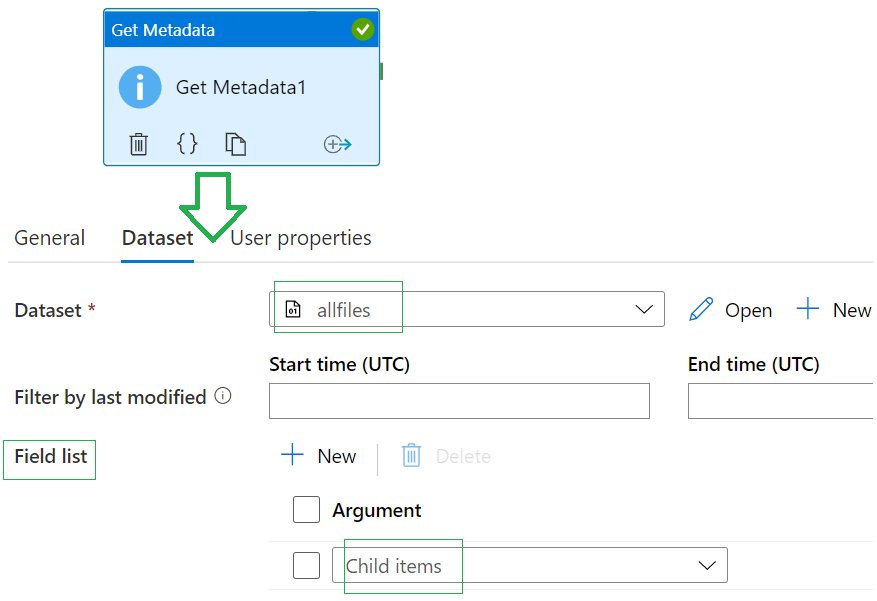 Get Metadata
Get Metadata1
General Dataset User properties
Dataset * allfiles Open New
Start time (UTC) End time (UTC)
Filter by last modified
Field list New Delete
Argument
Child items